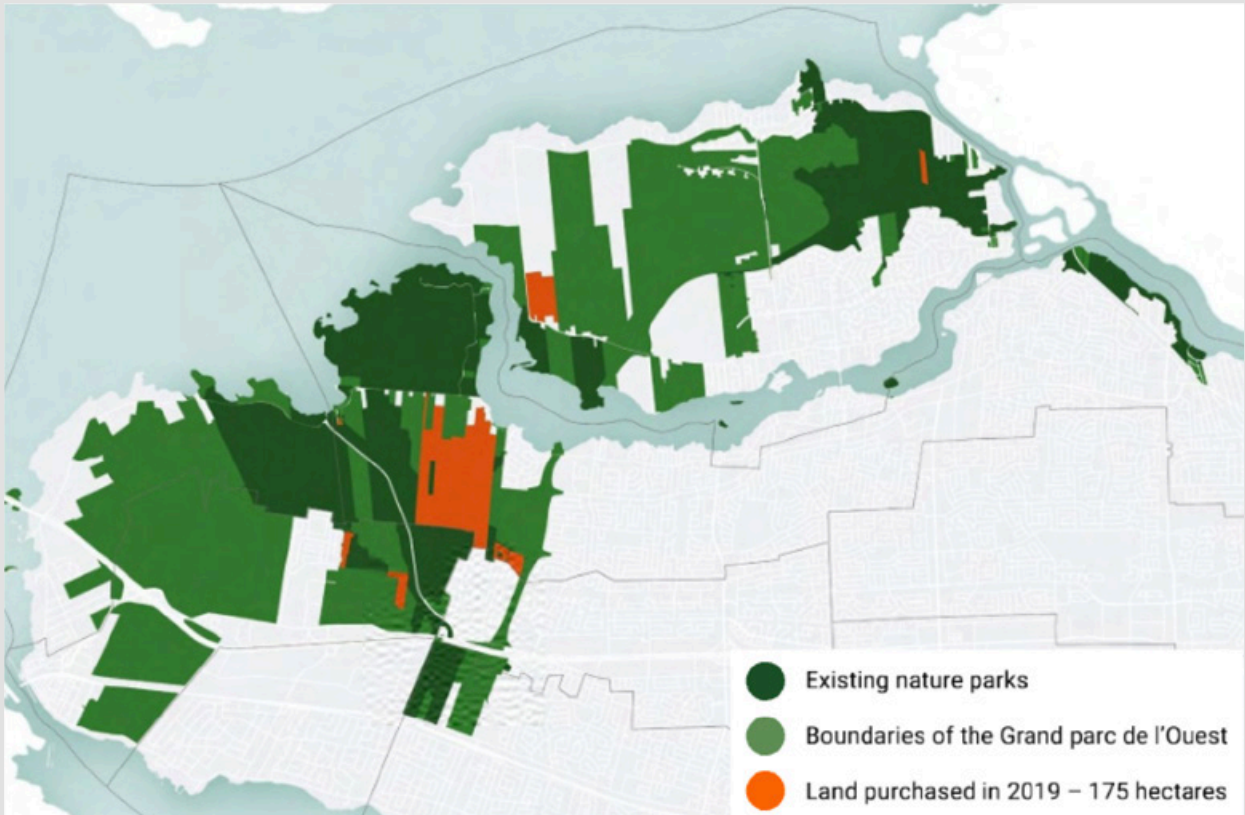 Existing nature parks
Boundaries of the Grand parc de l'Ouest
Land purchased in 2019 – 175 hectares